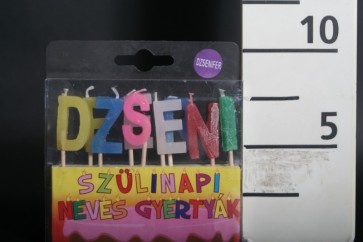 DZSENIFER
DZSENI
SZÜLINAPI
NEVES GYERTYÁK
10
5